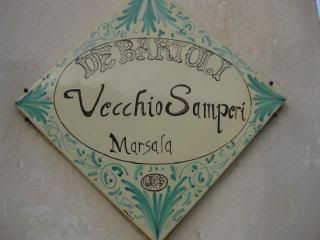 DE BARTOLI
Vecchio Samperi
Marsala